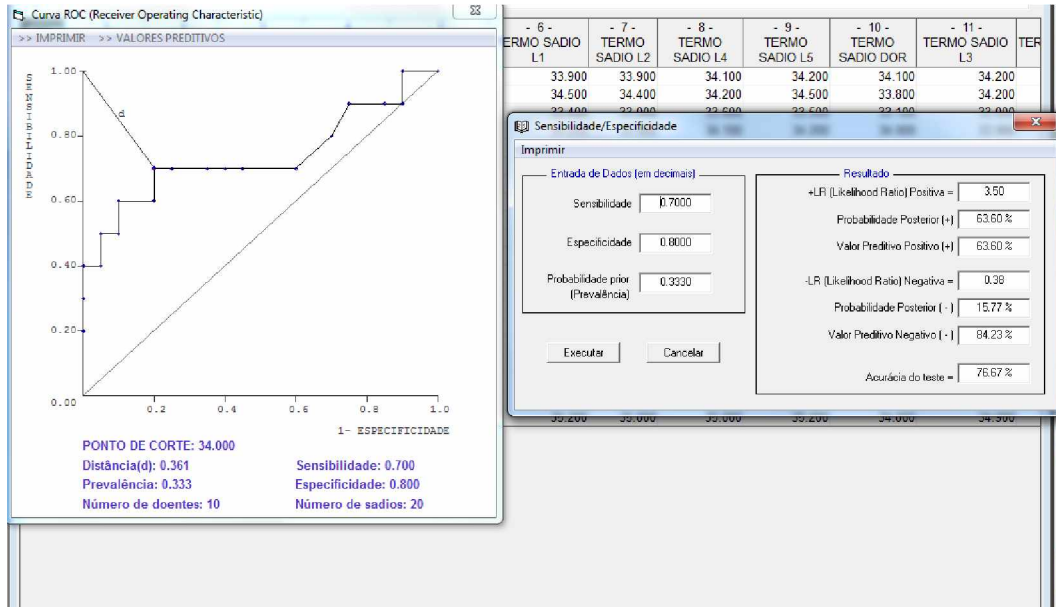 Curva ROC (Receiver Operating Characteristic)
>> IMPRIMIR >> VALORES PREDITIVOS
SENSIBILIDADE
1.00
0.80
0.60
0.40
0.20
0.00
d
0.2 0.4 0.6 0.8 1.0
1- ESPECIFICIDADE
PONTO DE CORTE: 34.000
Distância(d): 0.361 Sensibilidade: 0.700
Prevalência: 0.333 Especificidade: 0.800
Número de doentes: 10 Número de sadios: 20
- 6 - - 7 - - 8 - - 9 - - 10 - - 11 -
ERMO SADIO TERMO TERMO TERMO TERMO TERMO SADIO TER
L1 SADIO L2 SADIO L4 SADIO L5 SADIO DOR L3
33.900 33.900 34.100 34.200 34.100 34.200
34.500 34.400 34.200 34.500 33.800 34.200
Sensibilidade/Especificidade
Imprimir
Entrada de Dados (em decimais)
Sensibilidade 0.7000
Especificidade 0.8000
Probabilidade prior 0.3330
(Prevalência)
Executar Cancelar
Resultado
+LR (Likelihood Ratio) Positiva = 3.50
Probabilidade Posterior (+) 63.60 %
Valor Preditivo Positivo (+) 63.60 %
-LR (Likelihood Ratio) Negativa = 0.38
Probabilidade Posterior ( - ) 15.77 %
Valor Preditivo Negativo ( - ) 84.23 %
Acurácia do teste = 76.67 %